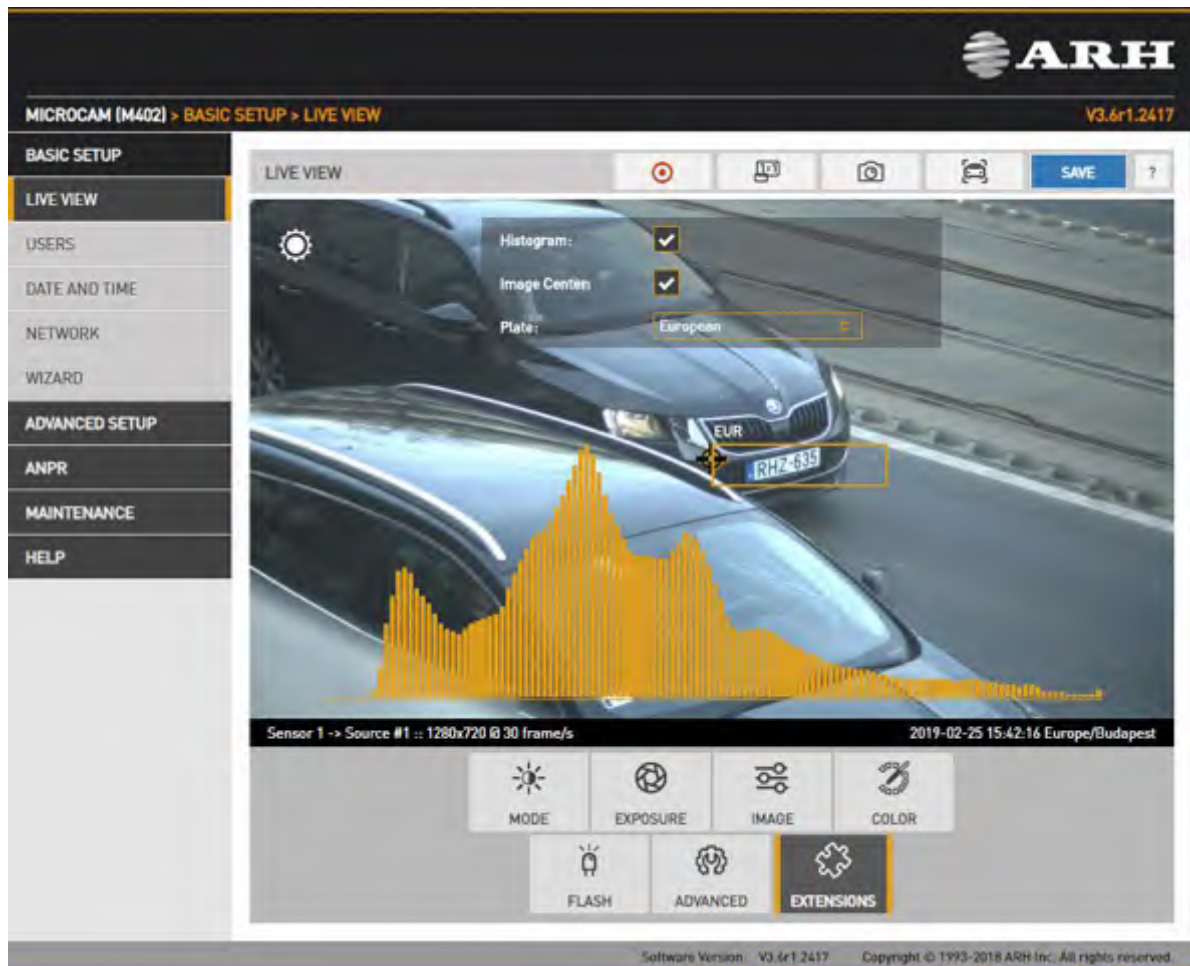 ARH
MICROCAM (M402) > BASIC SETUP > LIVE VIEW
V3.6r1.2417
BASIC SETUP
LIVE VIEW
SAVE
?
LIVE VIEW
USERS
DATE AND TIME
NETWORK
WIZARD
ADVANCED SETUP
ANPR
MAINTENANCE
HELP
Histogram:
Image Center:
Plate:
European
EUR
RHZ-635
Sensor 1 -> Source #1 :: 1280x720 @ 30 frame/s
2019-02-25 15:42:16 Europe/Budapest
MODE
EXPOSURE
IMAGE
COLOR
FLASH
ADVANCED
EXTENSIONS
Software Version V3.6r1.2417 Copyright © 1993-2018 ARH Inc. All rights reserved.